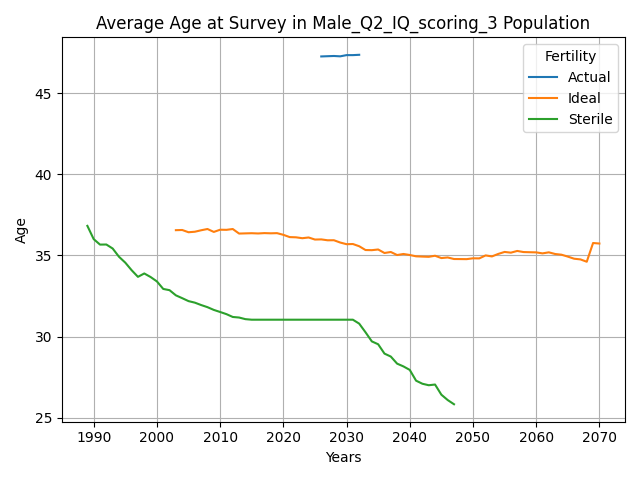 Average Age at Survey in Male_Q2_IQ_scoring_3 Population
Fertility
Actual
Ideal
Sterile
Age
45
40
35
30
25
1990 2000 2010 2020 2030 2040 2050 2060 2070
Years